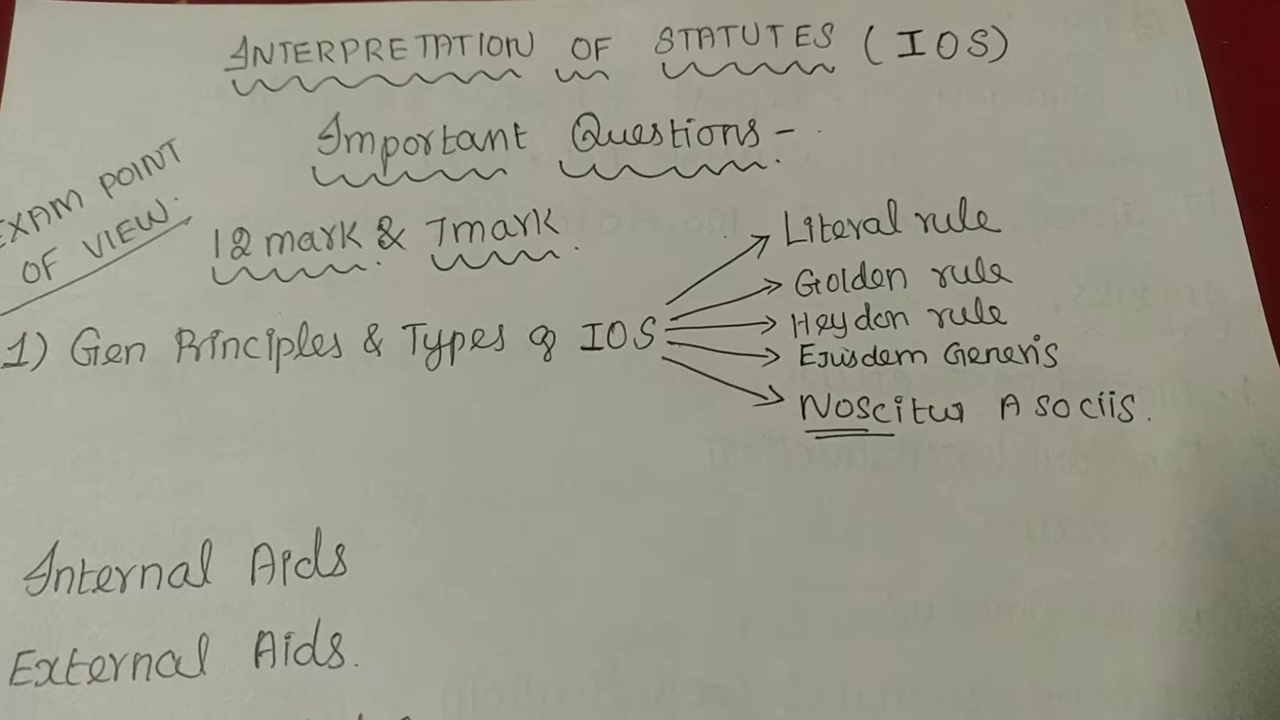 INTERPRETATION OF STATUTES (IOS)
Important Questions -
EXAM POINT
OF VIEW.
12 mark & 7mark.
1) Gen Principles & Types of IOS
Literal rule
Golden rule
Heydon rule
Ejusdem Generis
Noscitur A sociis.
Internal Aids
External Aids.